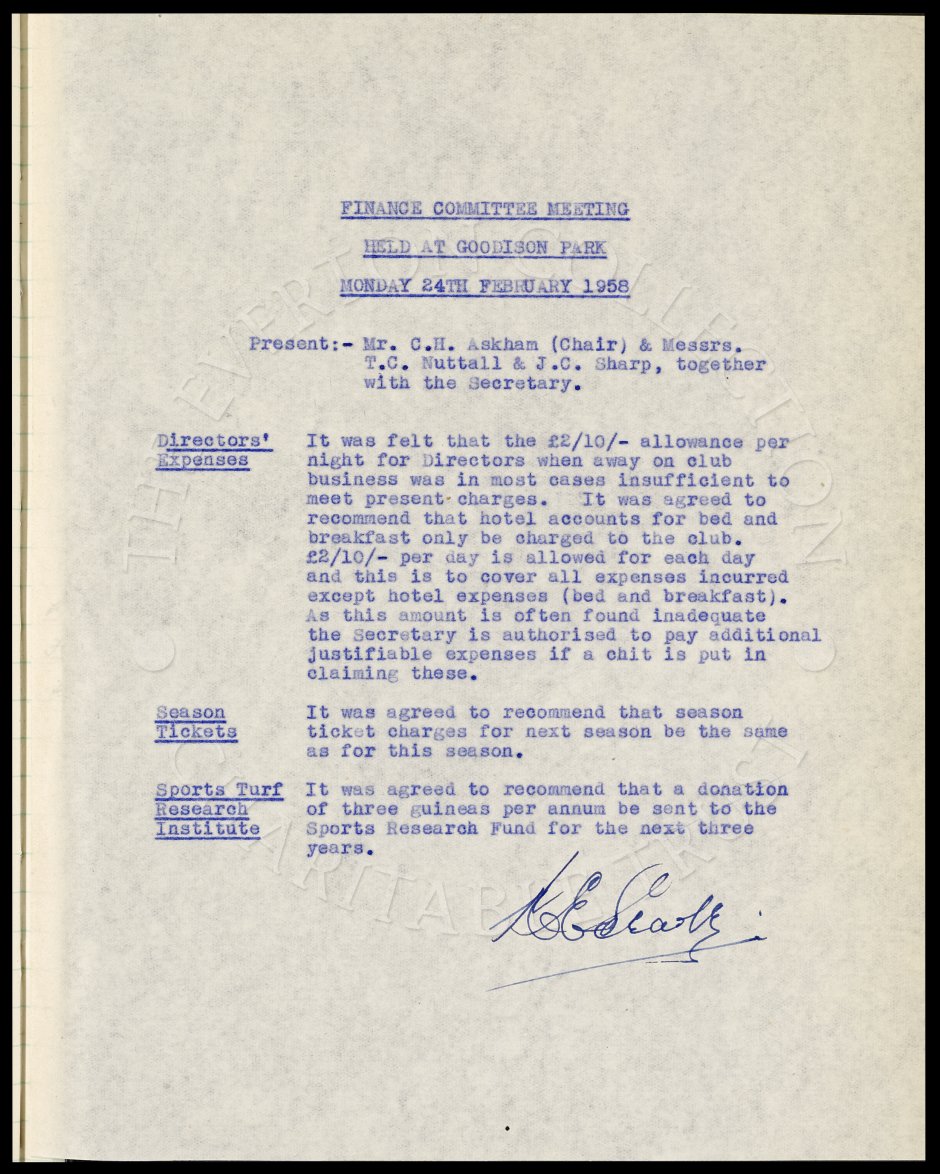 FINANCE COMMITTEE MEETING
HELD AT GOODISON PARK
MONDAY 24TH FEBRUARY 1958
Present:- Mr. C.H. Askham (Chair) & Messrs.
T.C. Nuttall & J.C. Sharp, together
with the Secretary.
Directors'
Expenses
It was felt that the £2/10/- allowance per
night for Directors when away on club
business was in most cases insufficient to
meet present charges. It was agreed to
recommend that hotel accounts for bed and
breakfast only be charged to the club.
£2/10/- per day is allowed for each day
and this is to cover all expenses incurred
except hotel expenses (bed and breakfast).
As this amount is often found inadequate
the Secretary is authorised to pay additional
justifiable expenses if a chit is put in
claiming these.
Season
Tickets
It was agreed to recommend that season
ticket charges for next season be the same
as for this season.
Sports Turf
Research
Institute
It was agreed to recommend that a donation
of three guineas per annum be sent to the
Sports Research Fund for the next three
years.
THE EVERTON COLLECTION
CHARITABLE TRUST